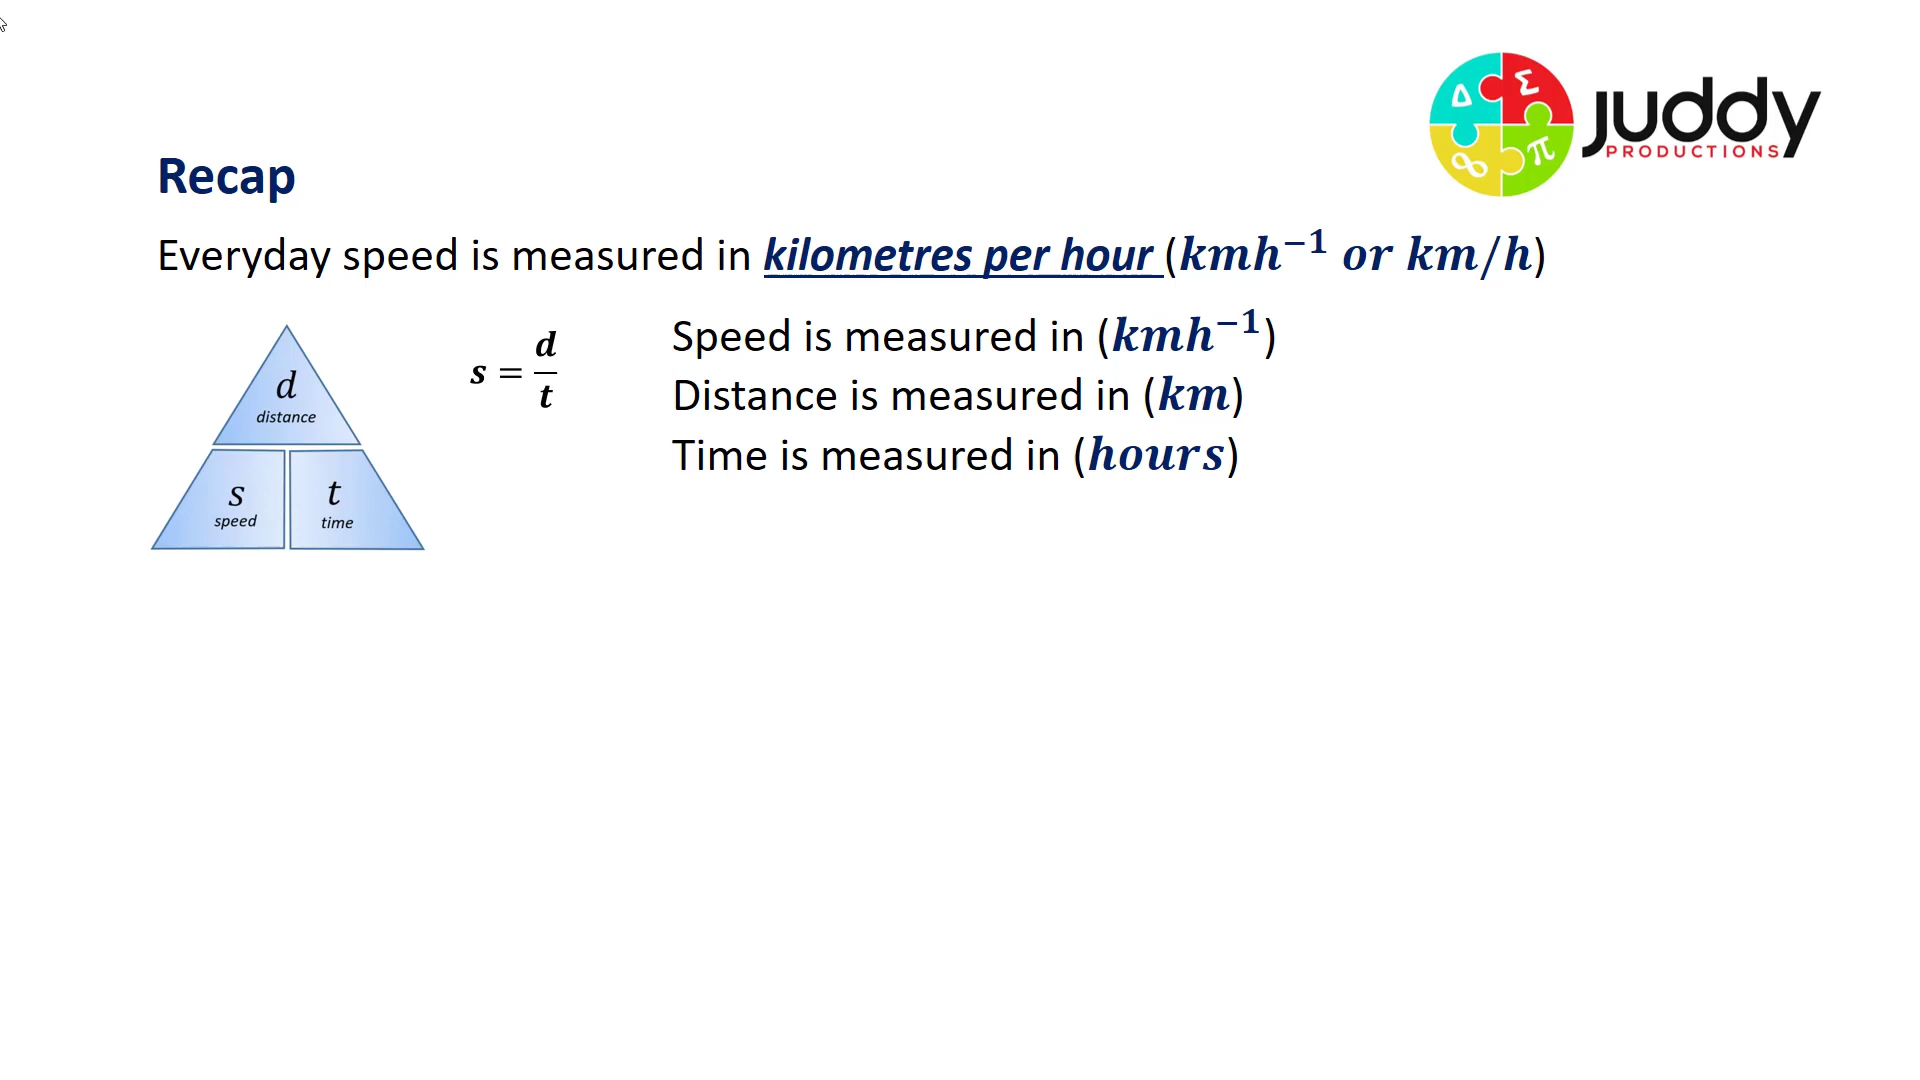 Δ Σ
∞ π
juddy
PRODUCTIONS
Recap
Everyday speed is measured in kilometres per hour (kmh⁻¹ or km/h)
d
distance
s
speed
t
time
s = d/t
Speed is measured in (kmh⁻¹)
Distance is measured in (km)
Time is measured in (hours)